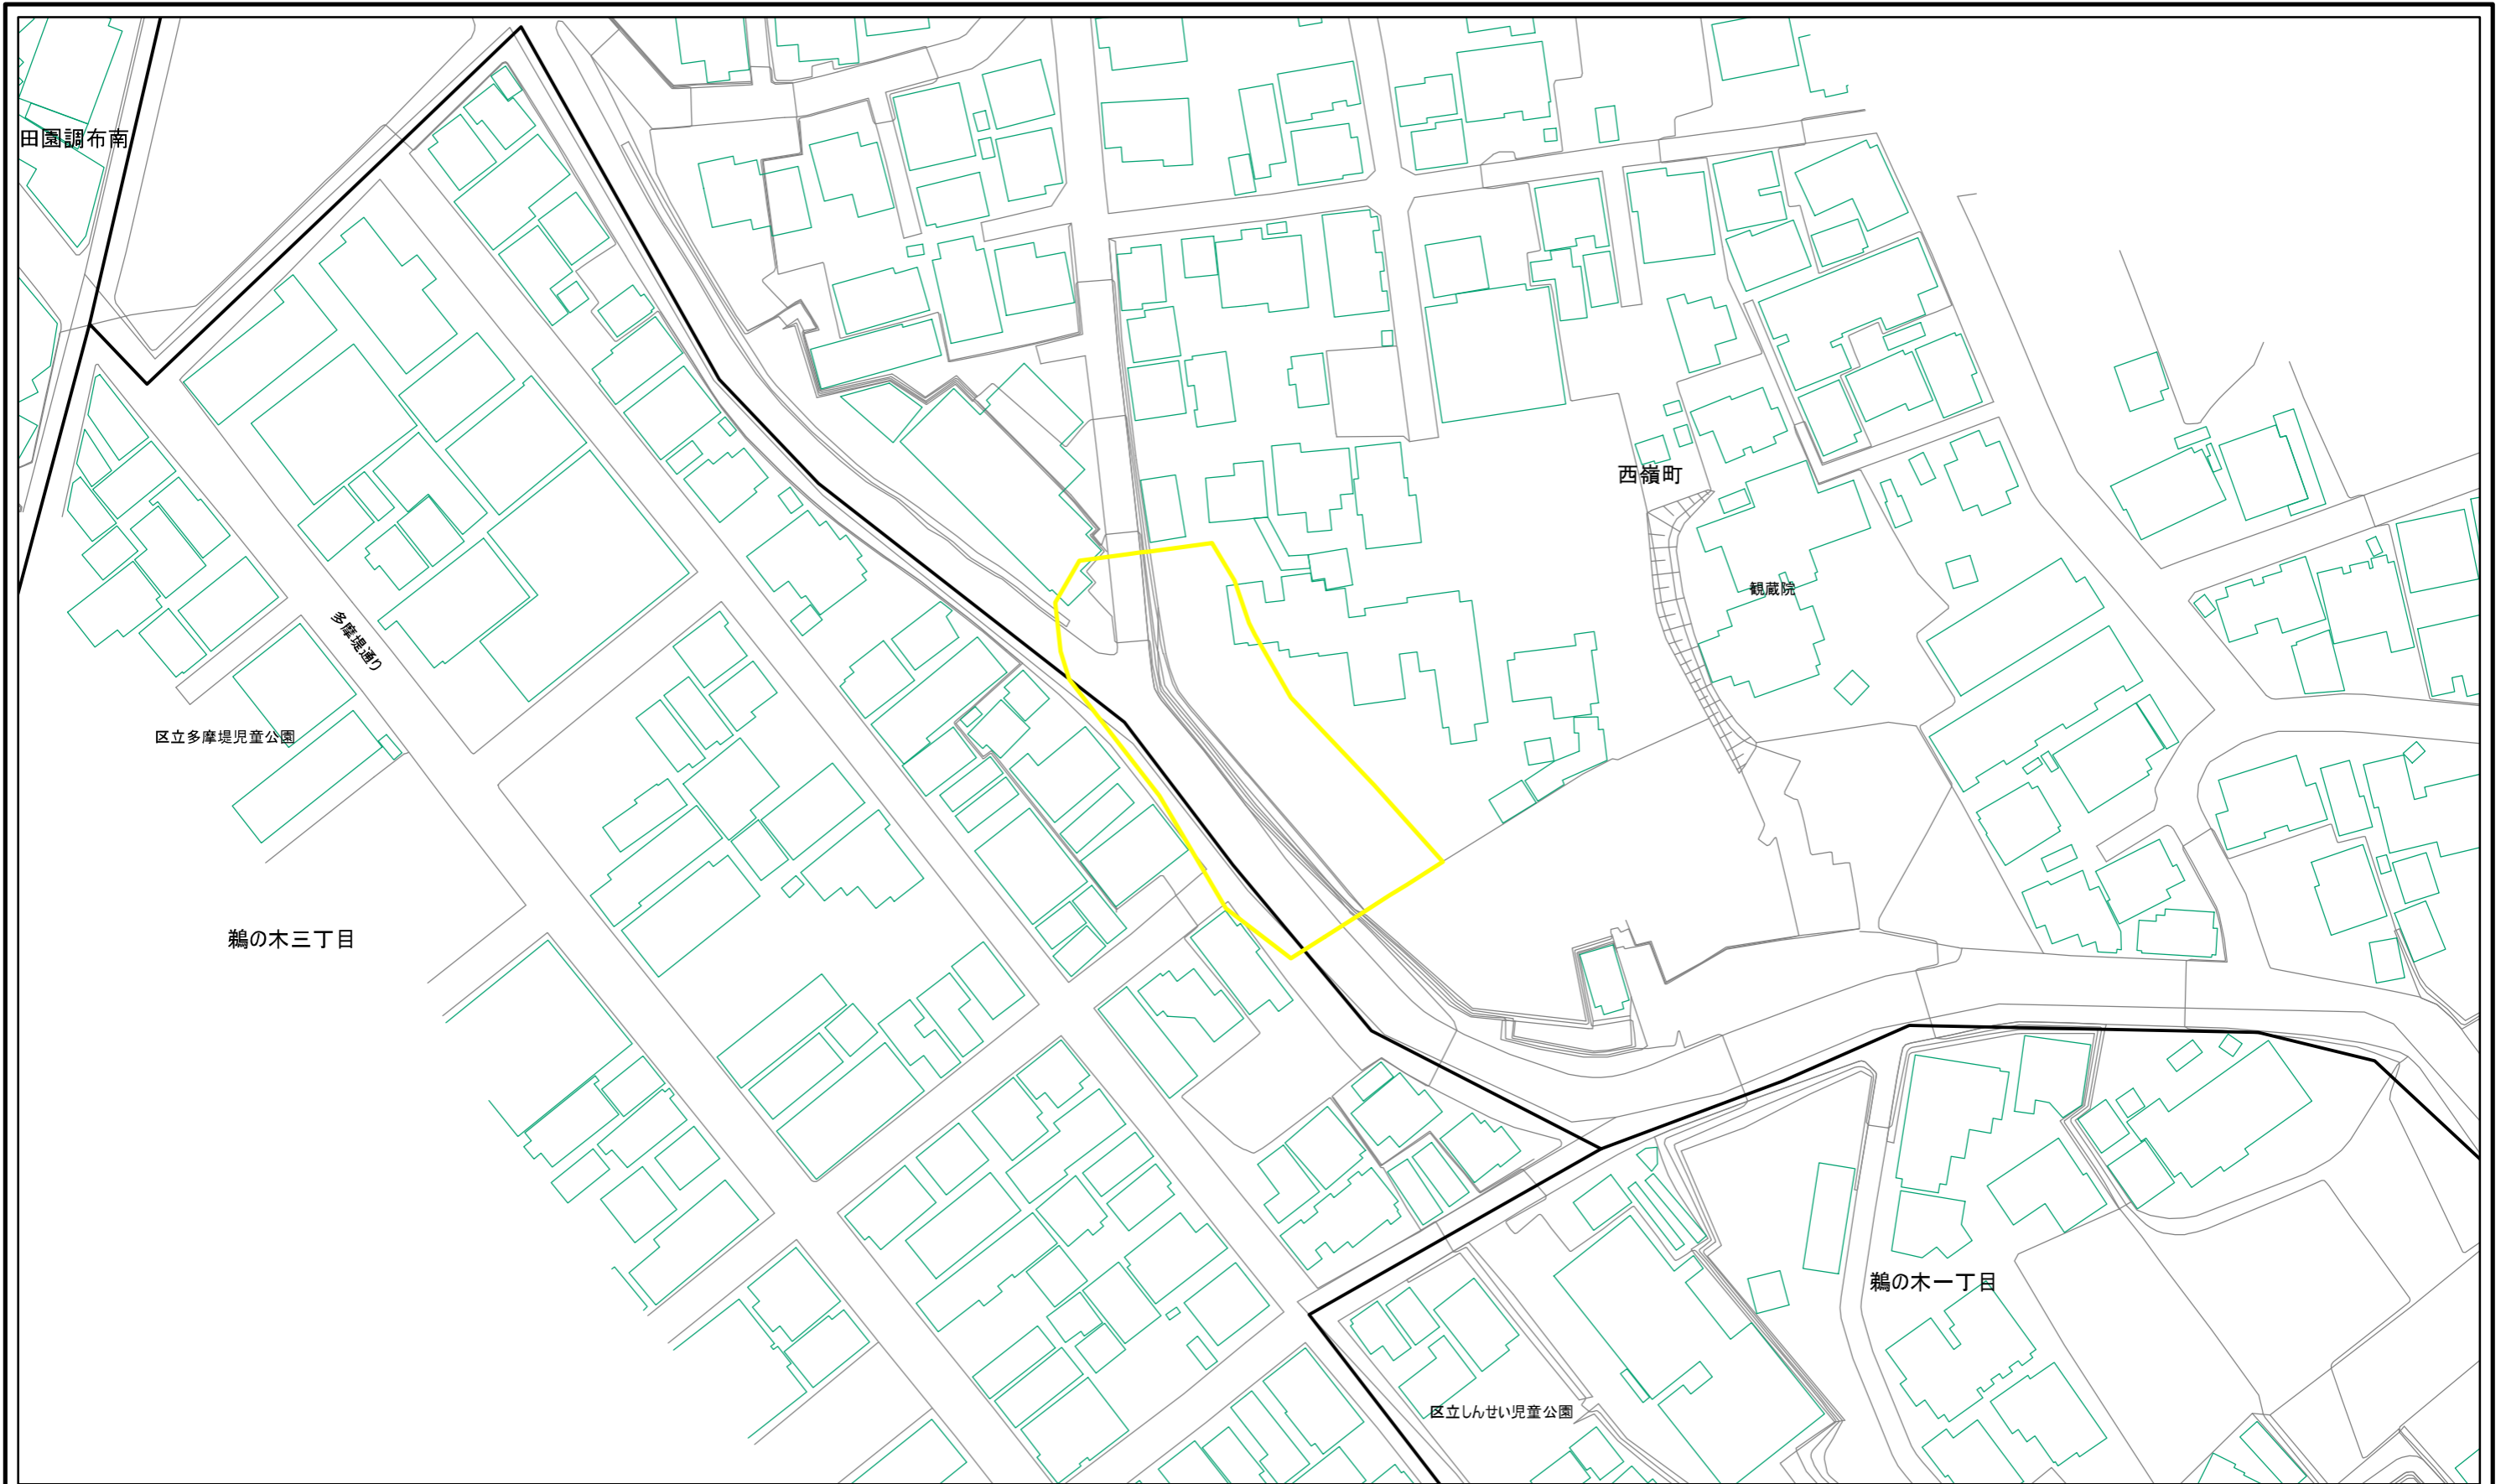 田園調布南
西嶺町
観蔵院
多摩堤通り
区立多摩堤児童公園
鵜の木三丁目
鵜の木一丁目
区立しんせい児童公園